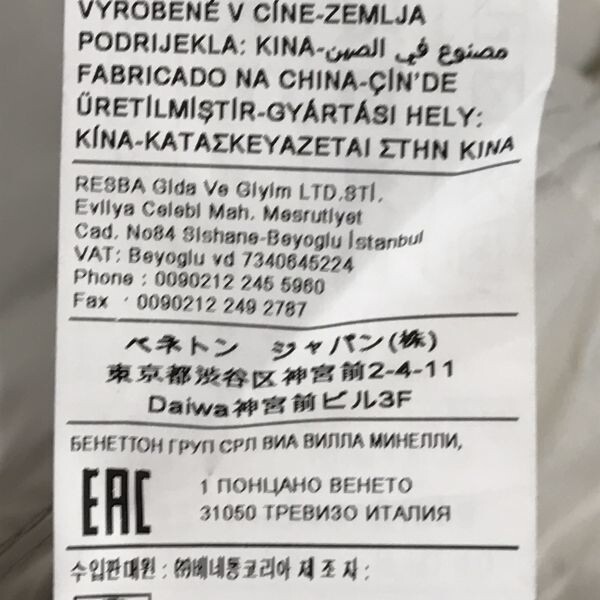 VYROBENÉ V CÍNE-ZEMLJA
PODRIJEKLA: KINA-مصنوع في الصين
FABRICADO NA CHINA-ÇİN'DE
ÜRETİLMİŞTİR-GYÁRTÁSI HELY:
KÍNA-KATAΣKEYAZETAI ΣTHN KINA
RESBA Gida Ve Giyim LTD.STİ.
Evliya Celebi Mah. Mesrutiyet
Cad. No84 Sishane-Beyoglu İstanbul
VAT: Beyoglu vd 7340645224
Phone : 0090212 245 5960
Fax : 0090212 249 2787
ベネトン ジャパン(株)
東京都渋谷区神宮前2-4-11
Daiwa神宮前ビル3F
БЕНЕТТОН ГРУП СРЛ ВИА ВИЛЛА МИНЕЛЛИ,
EAC
1 ПОНЦАНО ВЕНЕТО
31050 ТРЕВИЗО ИТАЛИЯ
수입판매원 : ㈜베네통코리아 제 조 자 :